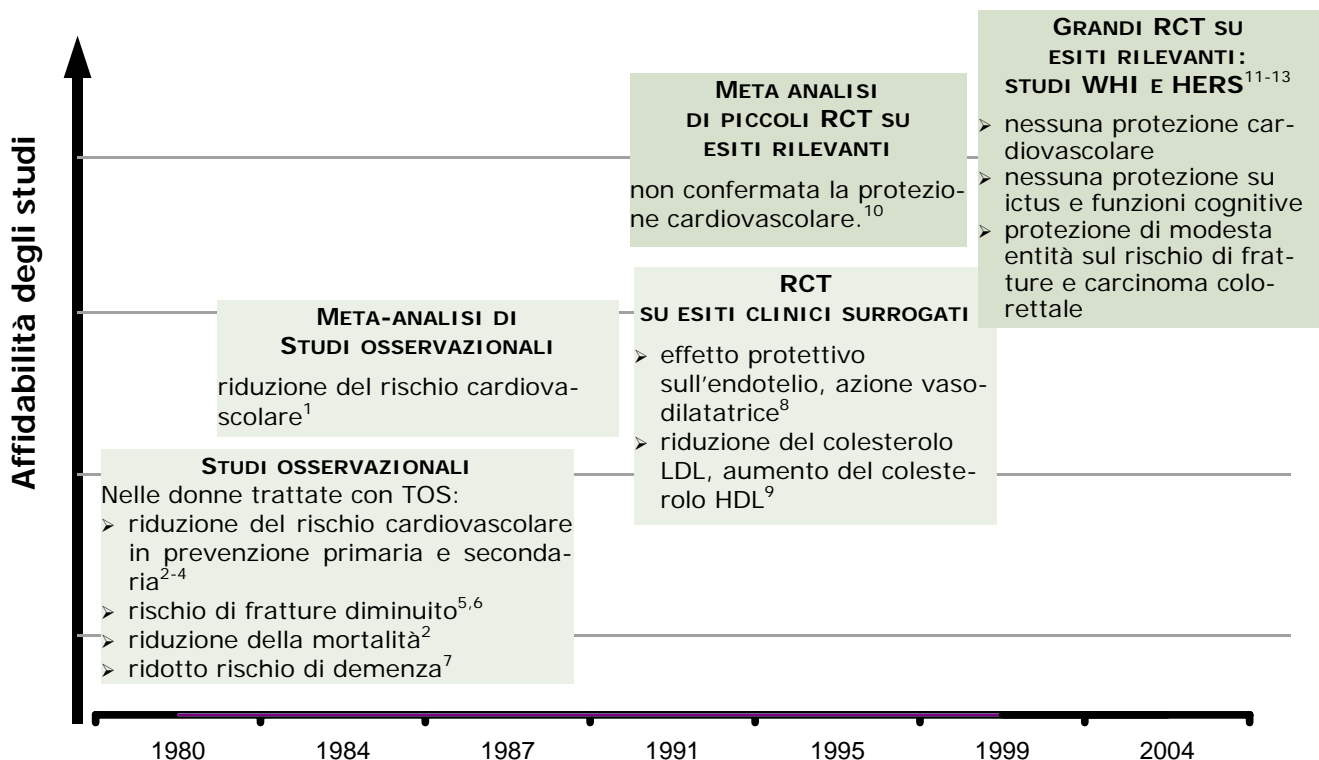 Affidabilità degli studi
GRANDI RCT SU
ESITI RILEVANTI:
STUDI WHI E HERS11-13
➢ nessuna protezione car-
diovascolare
➢ nessuna protezione su
ictus e funzioni cognitive
➢ protezione di modesta
entità sul rischio di frat-
ture e carcinoma colo-
rettale
META ANALISI
DI PICCOLI RCT SU
ESITI RILEVANTI
non confermata la protezio-
ne cardiovascolare.10
RCT
SU ESITI CLINICI SURROGATI
➢ effetto protettivo
sull'endotelio, azione vaso-
dilatatrice8
➢ riduzione del colesterolo
LDL, aumento del coleste-
rolo HDL9
META-ANALISI DI
STUDI OSSERVAZIONALI
riduzione del rischio cardiova-
scolare1
STUDI OSSERVAZIONALI
Nelle donne trattate con TOS:
➢ riduzione del rischio cardiovascolare
in prevenzione primaria e seconda-
ria2-4
➢ rischio di fratture diminuito5,6
➢ riduzione della mortalità2
➢ ridotto rischio di demenza7
1980 1984 1987 1991 1995 1999 2004